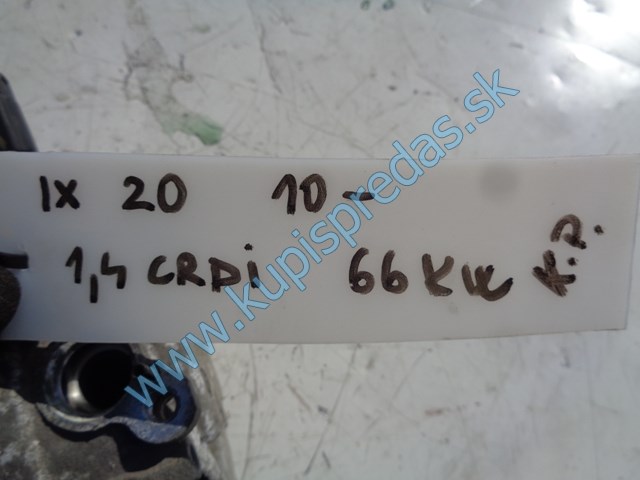 IX 20 10-
1,4 CRDi 66 KW
www.kupispredas.sk